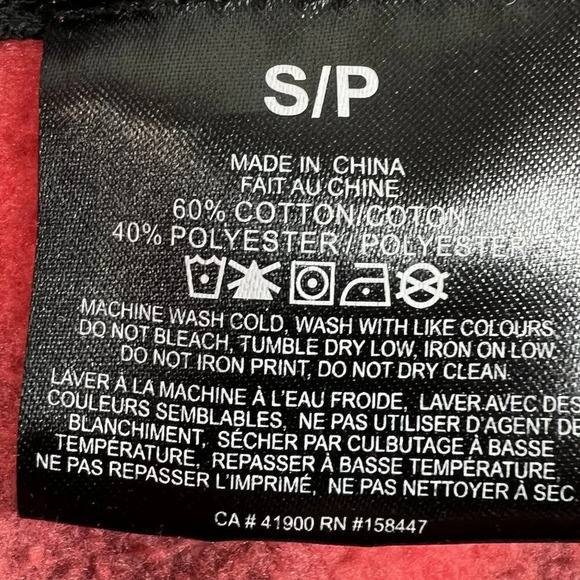 S/P
MADE IN CHINA
FAIT AU CHINE
60% COTTON/COTON
40% POLYESTER / POLYESTER
MACHINE WASH COLD, WASH WITH LIKE COLOURS
DO NOT BLEACH, TUMBLE DRY LOW, IRON ON LOW
DO NOT IRON PRINT, DO NOT DRY CLEAN
LAVER À LA MACHINE À L'EAU FROIDE, LAVER AVEC DES
COULEURS SEMBLABLES, NE PAS UTILISER D'AGENT DE
BLANCHIMENT, SÉCHER PAR CULBUTAGE À BASSE
TEMPÉRATURE, REPASSER À BASSE TEMPÉRATURE,
NE PAS REPASSER L'IMPRIMÉ, NE PAS NETTOYER À SEC
CA # 41900 RN #158447